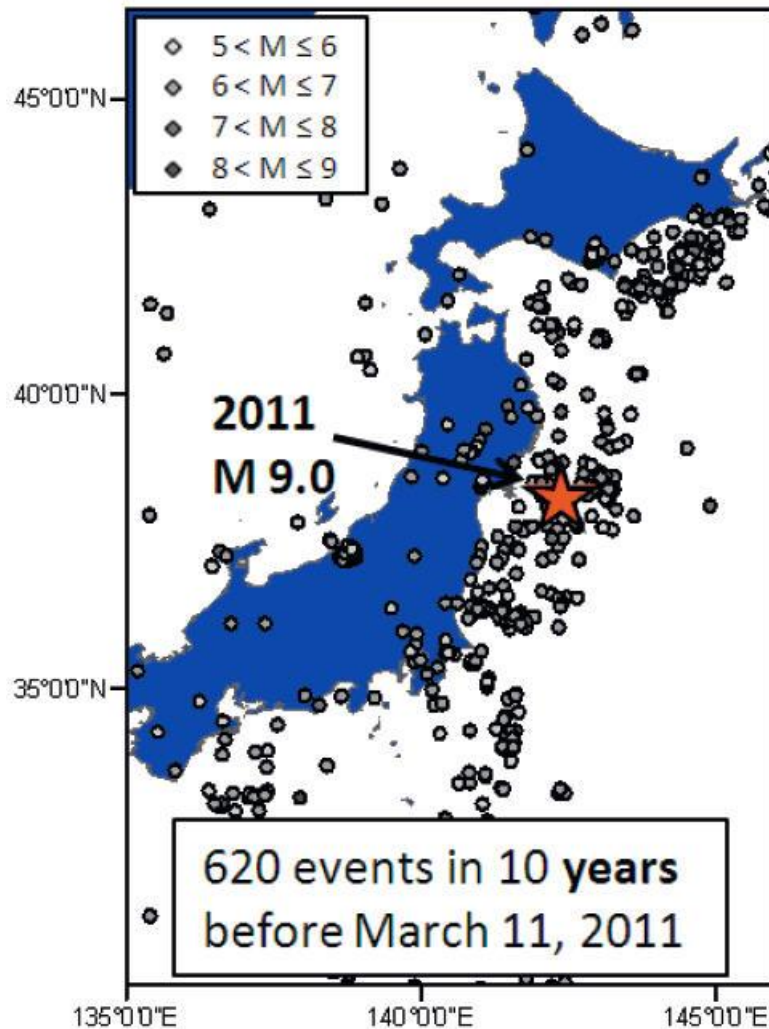 5 < M ≤ 6
6 < M ≤ 7
7 < M ≤ 8
8 < M ≤ 9
45°0'0"N
40°0'0"N
2011
M 9.0
35°0'0"N
620 events in 10 years
before March 11, 2011
135°0'0"E
140°0'0"E
145°0'0"E